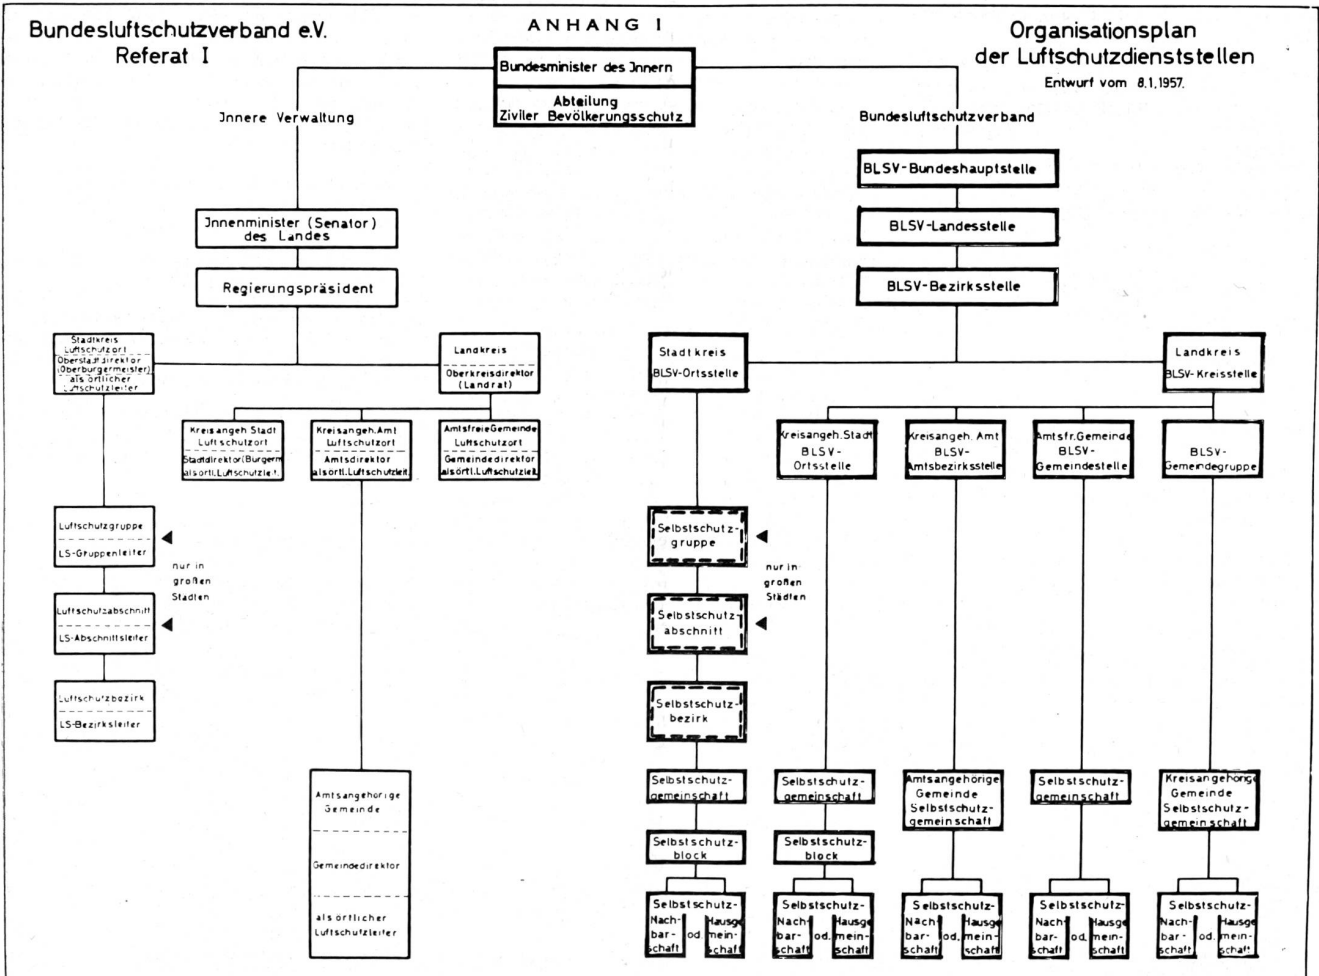 Bundesluftschutzverband e.V.
Referat I
ANHANG I
Organisationsplan
der Luftschutzdienststellen
Entwurf vom 8.1.1957.
Bundesminister des Jnnern
Abteilung
Ziviler Bevölkerungsschutz
Jnnere Verwaltung
Bundesluftschutzverband
BLSV-Bundeshauptstelle
Jnnenminister (Senator)
des Landes
BLSV-Landesstelle
Regierungspräsident
BLSV-Bezirksstelle
Stadtkreis
Luftschutzort
Oberstadtdirektor
(Oberburgermeister)
als örtlicher
Luftschutzleiter
Landkreis
Oberkreisdirektor
(Landrat)
Stadtkreis
BLSV-Ortsstelle
Landkreis
BLSV-Kreisstelle
Kreisangeh. Stadt
Luftschutzort
Stadtdirektor (Bürgerm.
als örtl. Luftschutzleit.
Kreisangeh. Amt
Luftschutzort
Amtsdirektor
als örtl. Luftschutzleit.
Amtsfreie Gemeinde
Luftschutzort
Gemeindedirektor
als örtl. Luftschutzleit.
Kreisangeh. Stadt
BLSV-
Ortsstelle
Kreisangeh. Amt
BLSV-
Amtsbezirksstelle
Amtsfr. Gemeinde
BLSV-
Gemeindestelle
BLSV-
Gemeindegruppe
Luftschutzgruppe
LS-Gruppenleiter
nur in
großen
Städten
Luftschutzabschnitt
LS-Abschnittsleiter
Luftschutzbezirk
LS-Bezirksleiter
Amtsangehörige
Gemeinde
Gemeindedirektor
als örtlicher
Luftschutzleiter
Selbstschutz-
gruppe
nur in
großen
Städten
Selbstschutz-
abschnitt
Selbstschutz-
bezirk
Selbstschutz-
gemeinschaft
Selbstschutz-
gemeinschaft
Amtsangehörige
Gemeinde
Selbstschutz-
gemeinschaft
Selbstschutz-
gemeinschaft
Kreisangehörige
Gemeinde
Selbstschutz-
gemeinschaft
Selbstschutz-
block
Selbstschutz-
block
Selbstschutz-
Nach- Hausge
bar- od. mein-
schaft schaft
Selbstschutz-
Nach- Hausge
bar- od. mein-
schaft schaft
Selbstschutz-
Nach- Hausge
bar- od. mein-
schaft schaft
Selbstschutz-
Nach- Hausge
bar- od. mein-
schaft schaft
Selbstschutz-
Nach- Hausge
bar- od. mein-
schaft schaft